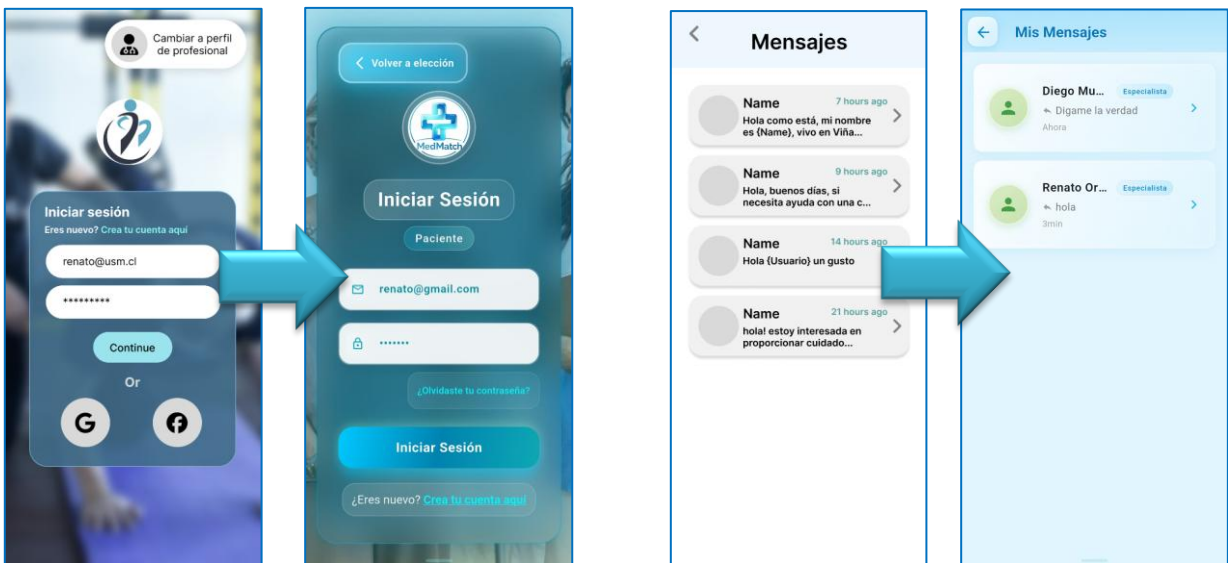 Cambiar a perfil
de profesional
Iniciar sesión
Eres nuevo? Crea tu cuenta aquí
renato@usm.cl
*********
Continue
Or
G
Volver a elección
MedMatch
Iniciar Sesión
Paciente
renato@gmail.com
¿Olvidaste tu contraseña?
Iniciar Sesión
¿Eres nuevo? Crea tu cuenta aquí
Mensajes
Name 7 hours ago
Hola como está, mi nombre
es {Name}, vivo en Viña...
Name 9 hours ago
Hola, buenos días, si
necesita ayuda con una c...
Name 14 hours ago
Hola {Usuario} un gusto
Name 21 hours ago
hola! estoy interesada en
proporcionar cuidado...
Mis Mensajes
Diego Mu... Especialista
Digame la verdad
Ahora
Renato Or... Especialista
hola
3min